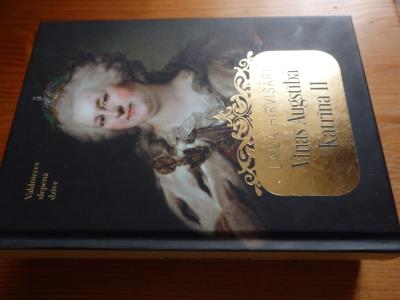 LAILA HIRVISĀRI
Viņas Augstība
Katrīna II
Valdnieces
slepenā
dzīve